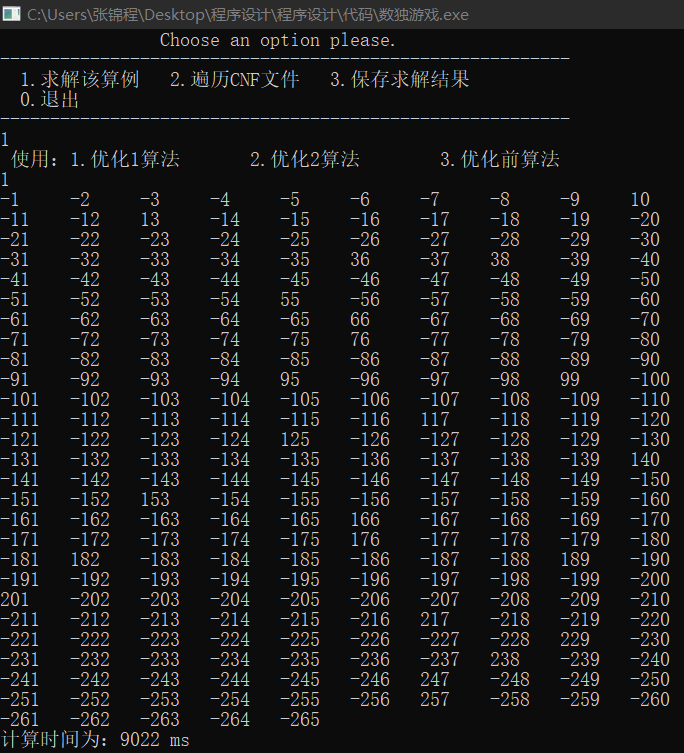 C:\Users\张锦程\Desktop\程序设计\程序设计\代码\数独游戏.exe
Choose an option please.
---------------------------------------------------------
1.求解该算例 2.遍历CNF文件 3.保存求解结果
0.退出
---------------------------------------------------------
1
使用：1.优化1算法 2.优化2算法 3.优化前算法
1
-1 -2 -3 -4 -5 -6 -7 -8 -9 10
-11 -12 13 -14 -15 -16 -17 -18 -19 -20
-21 -22 -23 -24 -25 -26 -27 -28 -29 -30
-31 -32 -33 -34 -35 36 -37 38 -39 -40
-41 -42 -43 -44 -45 -46 -47 -48 -49 -50
-51 -52 -53 -54 55 -56 -57 -58 -59 -60
-61 -62 -63 -64 -65 66 -67 -68 -69 -70
-71 -72 -73 -74 -75 76 -77 -78 -79 -80
-81 -82 -83 -84 -85 -86 -87 -88 -89 -90
-91 -92 -93 -94 95 -96 -97 -98 99 -100
-101 -102 -103 -104 -105 -106 -107 -108 -109 -110
-111 -112 -113 -114 -115 -116 117 -118 -119 -120
-121 -122 -123 -124 125 -126 -127 -128 -129 -130
-131 -132 -133 -134 -135 -136 -137 -138 -139 140
-141 -142 -143 -144 -145 -146 -147 -148 -149 -150
-151 -152 153 -154 -155 -156 -157 -158 -159 -160
-161 -162 -163 -164 -165 166 -167 -168 -169 -170
-171 -172 -173 -174 -175 176 -177 -178 -179 -180
-181 182 -183 -184 -185 -186 -187 -188 189 -190
-191 -192 -193 -194 -195 -196 -197 -198 -199 -200
201 -202 -203 -204 -205 -206 -207 -208 -209 -210
-211 -212 -213 -214 -215 -216 217 -218 -219 -220
-221 -222 -223 -224 -225 -226 -227 -228 229 -230
-231 -232 -233 -234 -235 -236 -237 238 -239 -240
-241 -242 -243 -244 -245 -246 247 -248 -249 -250
-251 -252 -253 -254 -255 -256 257 -258 -259 -260
-261 -262 -263 -264 -265
计算时间为：9022 ms